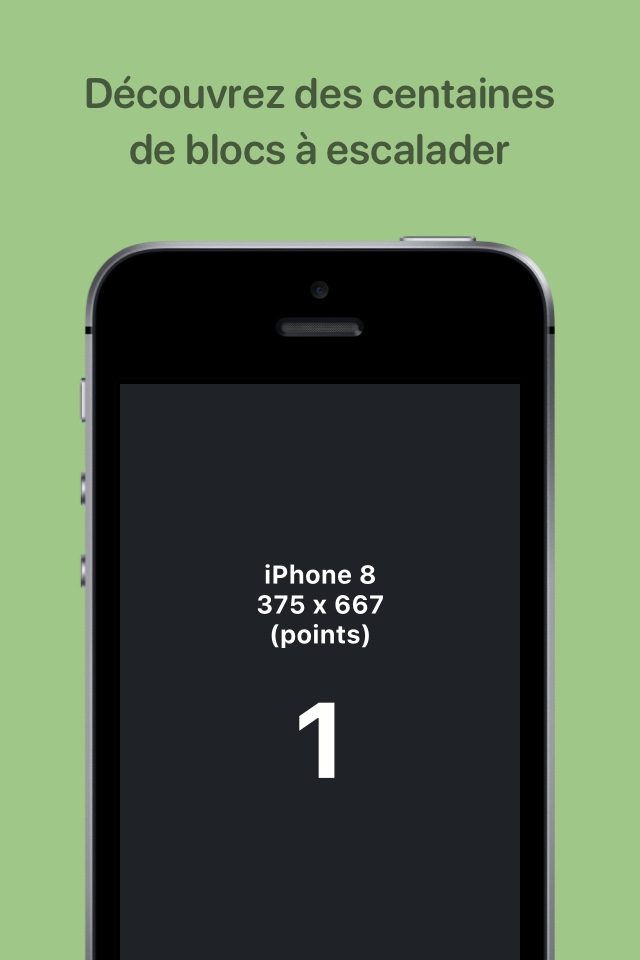 Découvrez des centaines
de blocs à escalader
iPhone 8
375 x 667
(points)
1